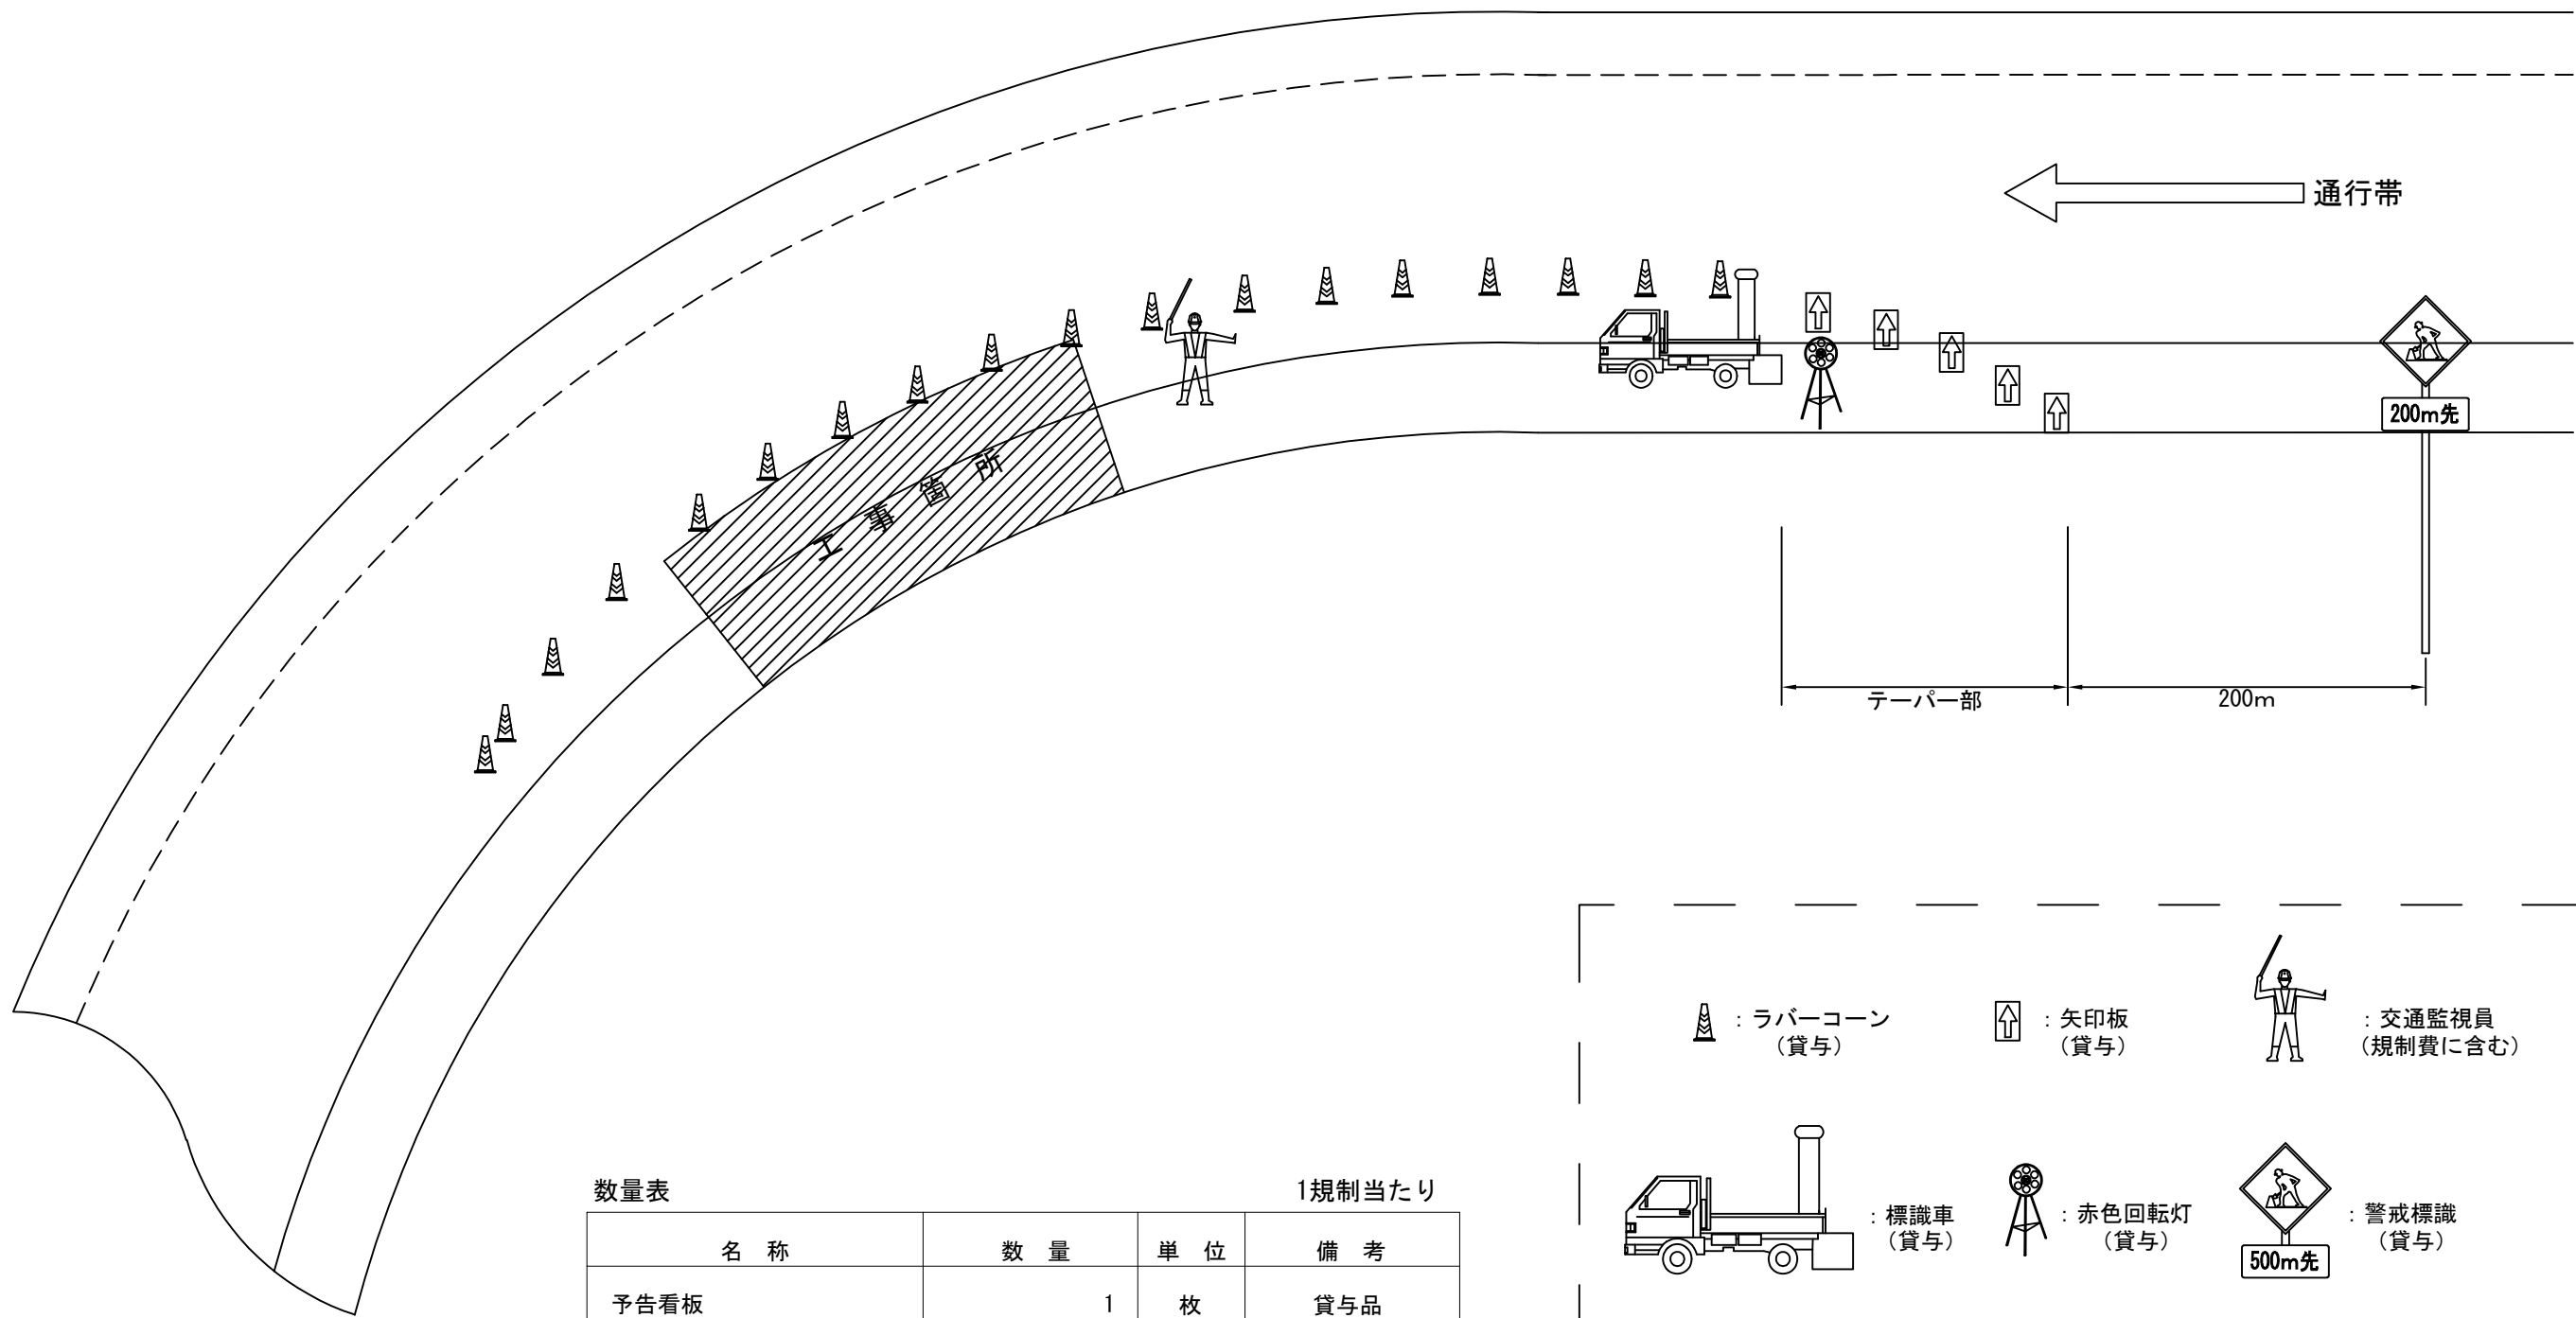 通行帯
200m先
工事箇所
テーパー部
200m
:ラバーコーン
(貸与)
:矢印板
(貸与)
:交通監視員
(規制費に含む)
:標識車
(貸与)
:赤色回転灯
(貸与)
500m先
:警戒標識
(貸与)
数量表 1規制当たり
名 称 数 量 単 位 備 考
予告看板 1 枚 貸与品